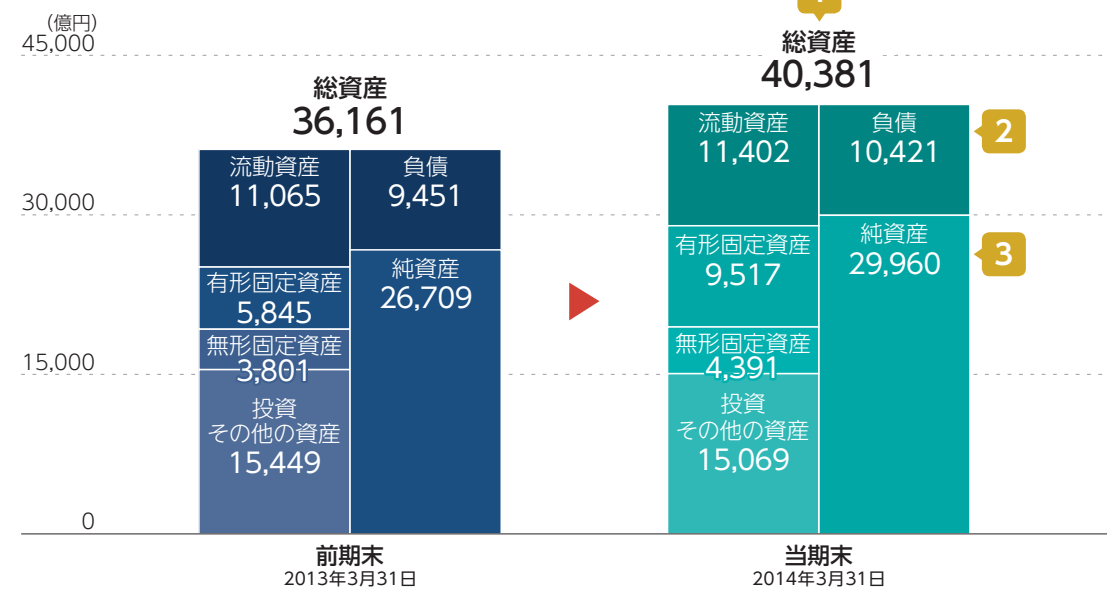 (億円)
45,000
30,000
15,000
0
総資産
36,161
流動資産
11,065
有形固定資産
5,845
無形固定資産
3,801
投資
その他の資産
15,449
負債
9,451
純資産
26,709
前期末
2013年3月31日
総資産
40,381
流動資産
11,402
有形固定資産
9,517
無形固定資産
4,391
投資
その他の資産
15,069
負債
10,421
2
純資産
29,960
3
当期末
2014年3月31日